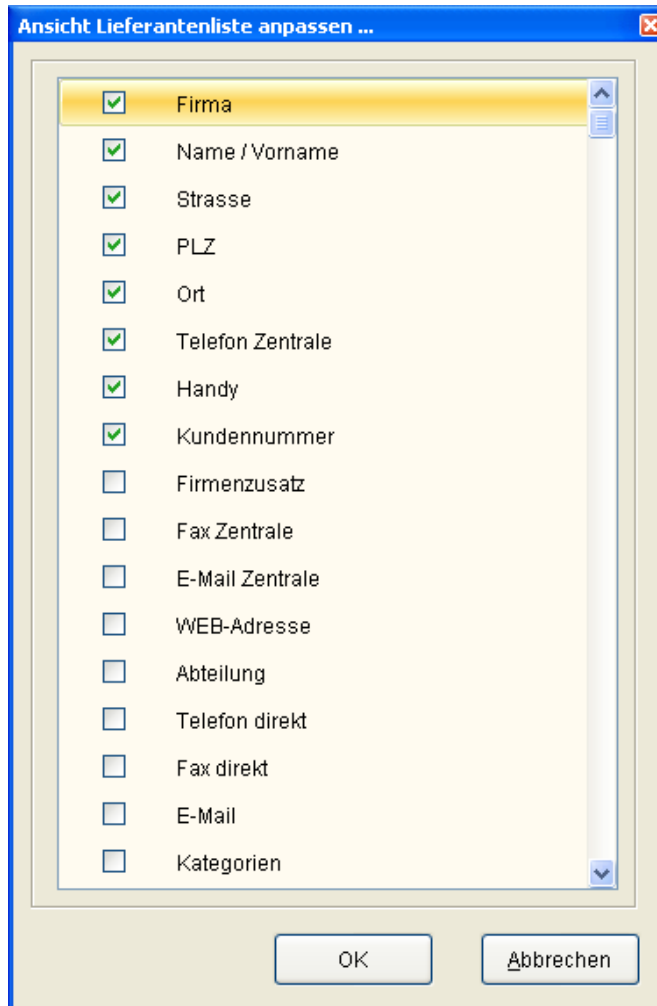 Ansicht Lieferantenliste anpassen ...
Firma
Name / Vorname
Strasse
PLZ
Ort
Telefon Zentrale
Handy
Kundennummer
Firmenzusatz
Fax Zentrale
E-Mail Zentrale
WEB-Adresse
Abteilung
Telefon direkt
Fax direkt
E-Mail
Kategorien
OK Abbrechen